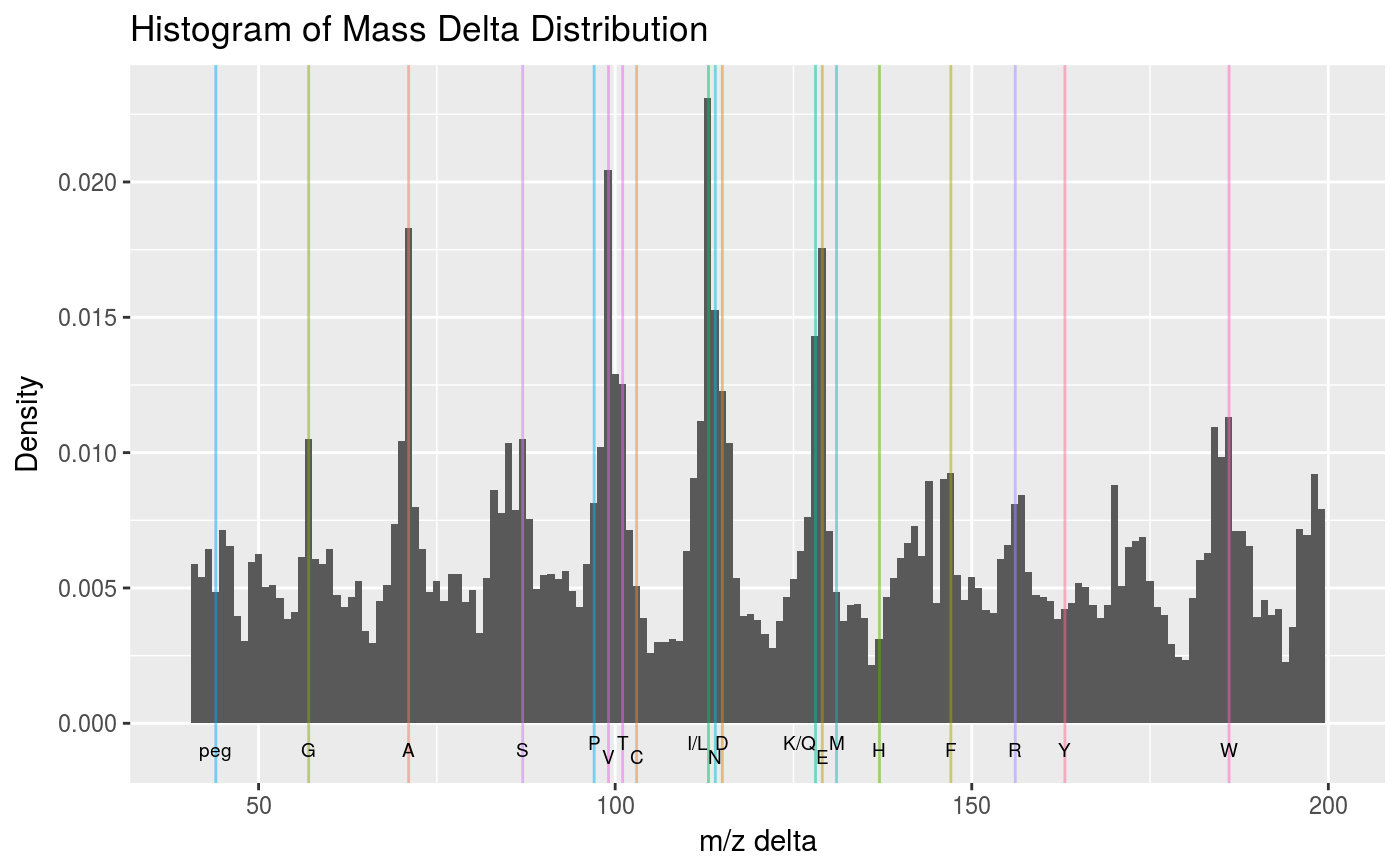 Histogram of Mass Delta Distribution
Density
0.020
0.015
0.010
0.005
0.000
peg G A S P V T C I/L N D K/Q E M H F R Y W
50 100 150 200
m/z delta